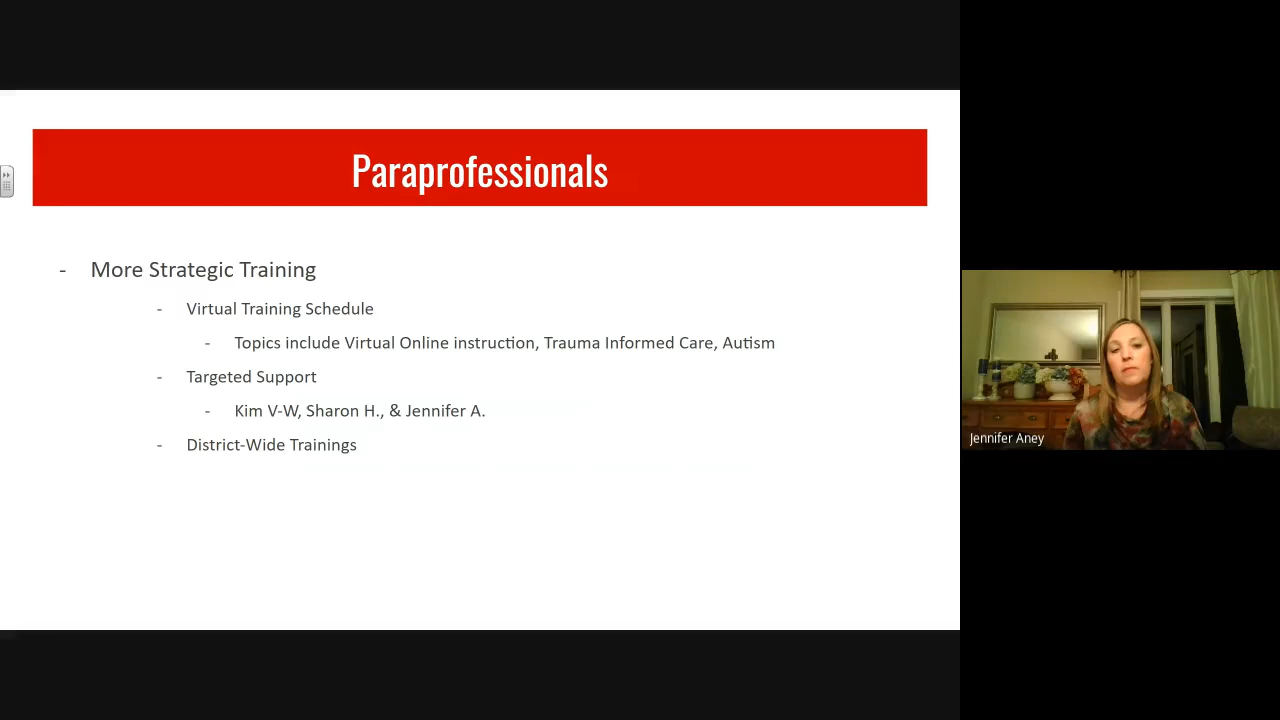 Paraprofessionals
- More Strategic Training
- Virtual Training Schedule
- Topics include Virtual Online instruction, Trauma Informed Care, Autism
- Targeted Support
- Kim V-W, Sharon H., & Jennifer A.
- District-Wide Trainings
Jennifer Aney